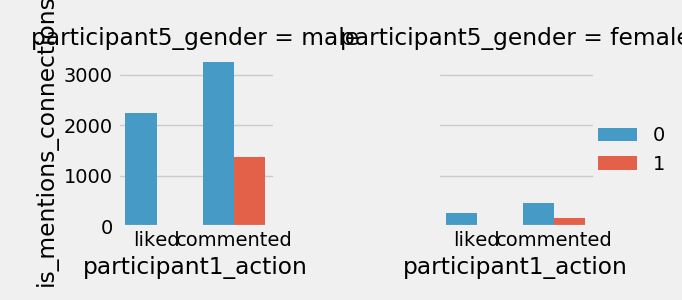 participant5_gender = male
participant5_gender = female
is_mentions_connections
3000
2000
1000
0
liked
commented
liked
commented
participant1_action
participant1_action
0
1